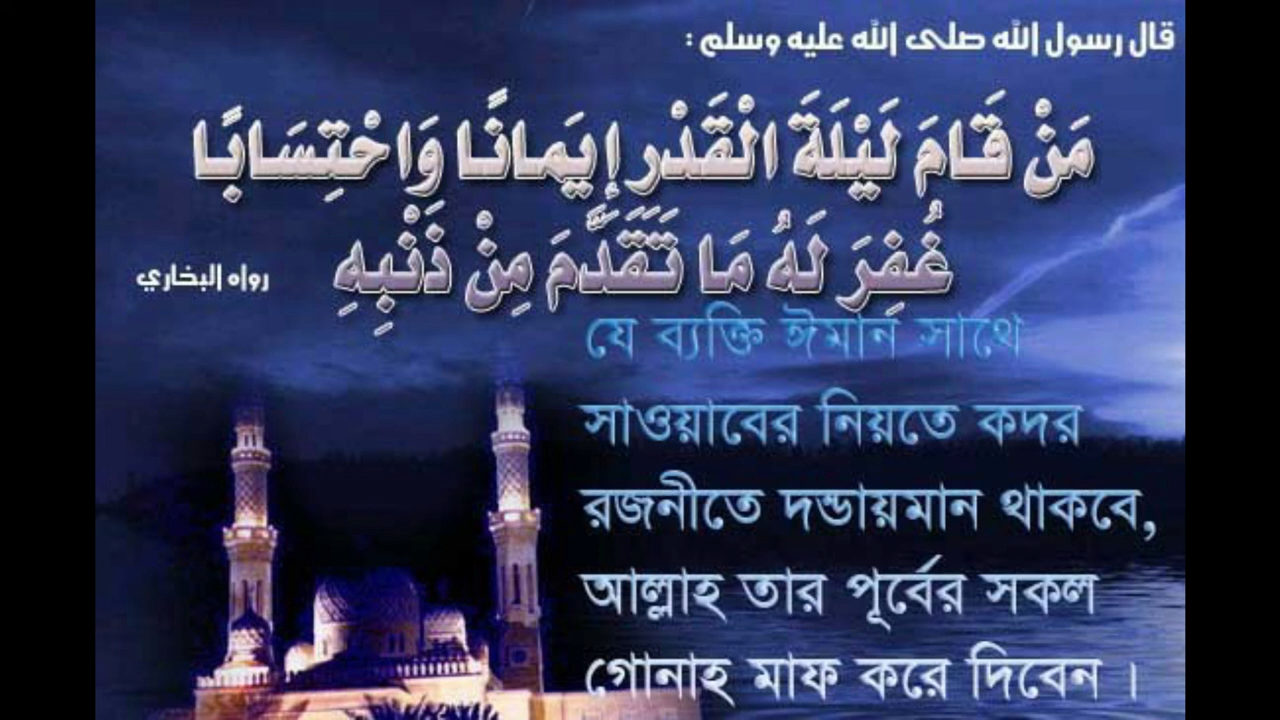 قال رسول الله صلى الله عليه وسلم :
مَنْ قَامَ لَيْلَةَ الْقَدْرِ إِيمَانًا وَاحْتِسَابًا
غُفِرَ لَهُ مَا تَقَدَّمَ مِنْ ذَنْبِهِ
رواه البخاري
যে ব্যক্তি ঈমান সাথে
সাওয়াবের নিয়তে কদর
রজনীতে দন্ডায়মান থাকবে,
আল্লাহ তার পূর্বের সকল
গোনাহ মাফ করে দিবেন ।